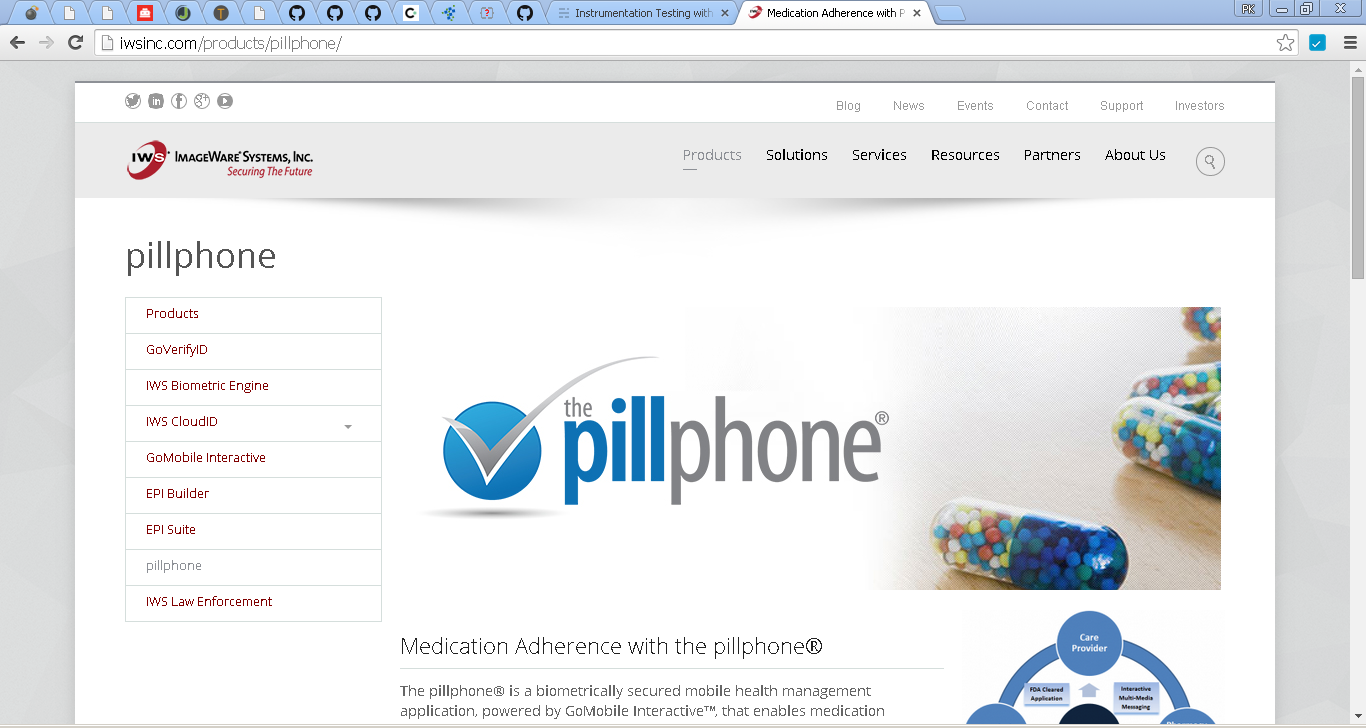 Instrumentation Testing with
Medication Adherence with P
PK
iwsinc.com/products/pillphone/
Blog News Events Contact Support Investors
IWS IMAGEWARE® SYSTEMS, INC.
Securing The Future
Products Solutions Services Resources Partners About Us
pillphone
Products
GoVerifyID
IWS Biometric Engine
IWS CloudID
GoMobile Interactive
EPI Builder
EPI Suite
pillphone
IWS Law Enforcement
the
pillphone®
Medication Adherence with the pillphone®
The pillphone® is a biometrically secured mobile health management
application, powered by GoMobile Interactive™, that enables medication
Care
Provider
FDA Cleared
Application
Interactive
Multi-Media
Messaging